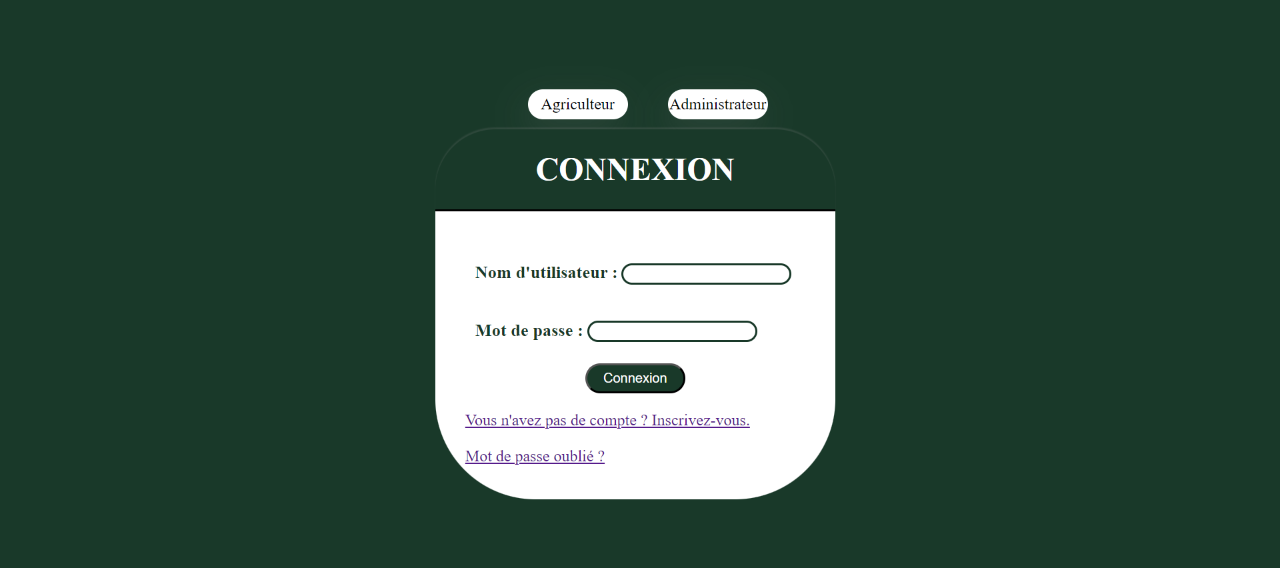 Agriculteur Administrateur
CONNEXION
Nom d'utilisateur :
Mot de passe :
Connexion
Vous n'avez pas de compte ? Inscrivez-vous.
Mot de passe oublié ?